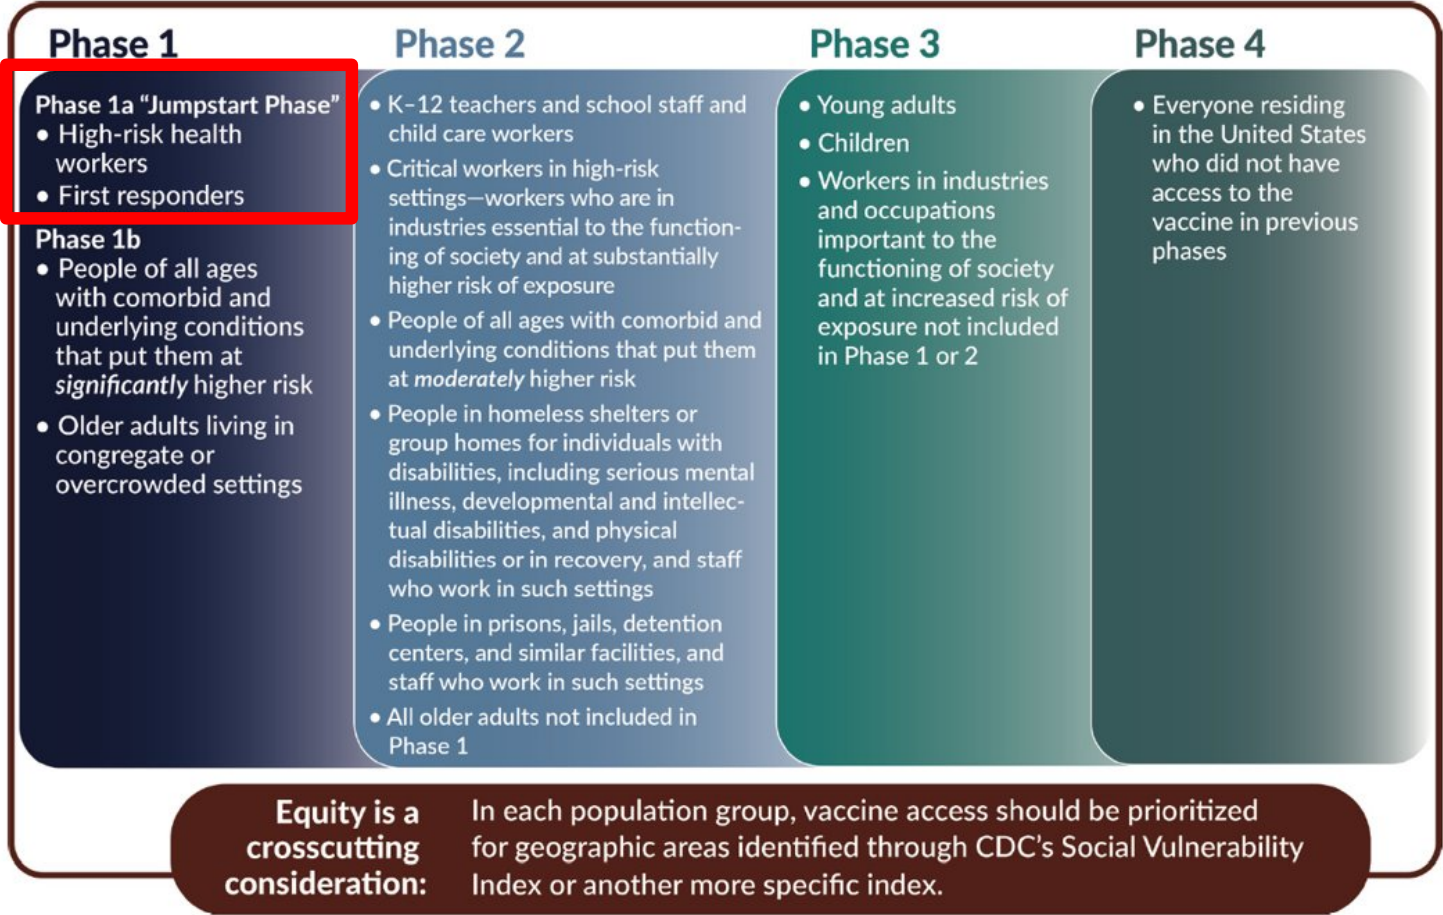 Phase 1
Phase 1a “Jumpstart Phase”
• High-risk health
workers
• First responders
Phase 1b
• People of all ages
with comorbid and
underlying conditions
that put them at
significantly higher risk
• Older adults living in
congregate or
overcrowded settings
Phase 2
• K–12 teachers and school staff and
child care workers
• Critical workers in high-risk
settings—workers who are in
industries essential to the function-
ing of society and at substantially
higher risk of exposure
• People of all ages with comorbid and
underlying conditions that put them
at moderately higher risk
• People in homeless shelters or
group homes for individuals with
disabilities, including serious mental
illness, developmental and intellec-
tual disabilities, and physical
disabilities or in recovery, and staff
who work in such settings
• People in prisons, jails, detention
centers, and similar facilities, and
staff who work in such settings
• All older adults not included in
Phase 1
Phase 3
• Young adults
• Children
• Workers in industries
and occupations
important to the
functioning of society
and at increased risk of
exposure not included
in Phase 1 or 2
Phase 4
• Everyone residing
in the United States
who did not have
access to the
vaccine in previous
phases
Equity is a
crosscutting
consideration:
In each population group, vaccine access should be prioritized
for geographic areas identified through CDC’s Social Vulnerability
Index or another more specific index.